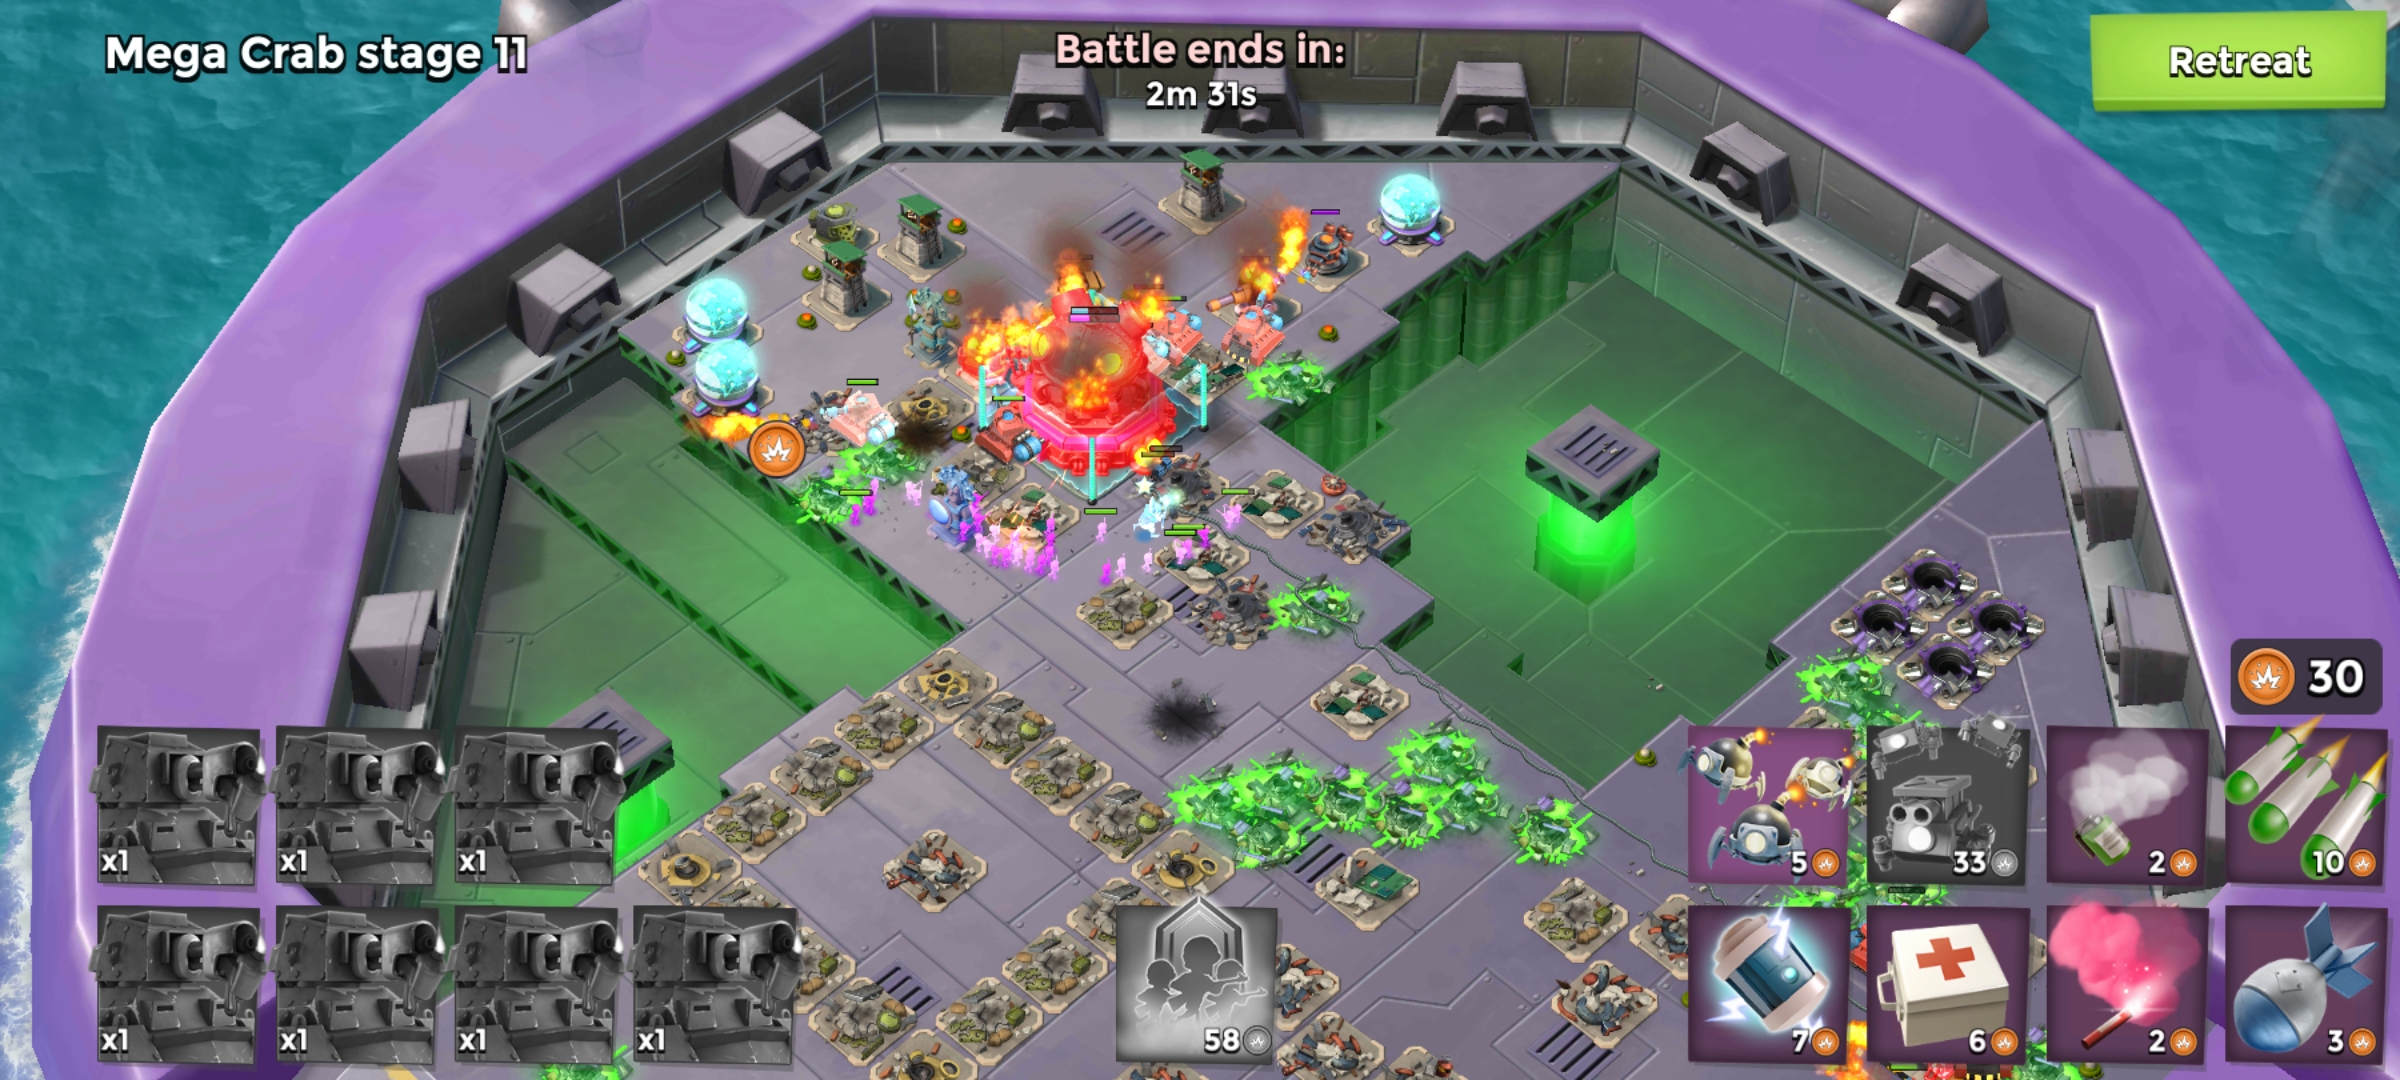 Mega Crab stage 11
Battle ends in:
2m 31s
Retreat
30
x1
x1
x1
5
33
2
10
x1
x1
x1
x1
58
7
6
2
3